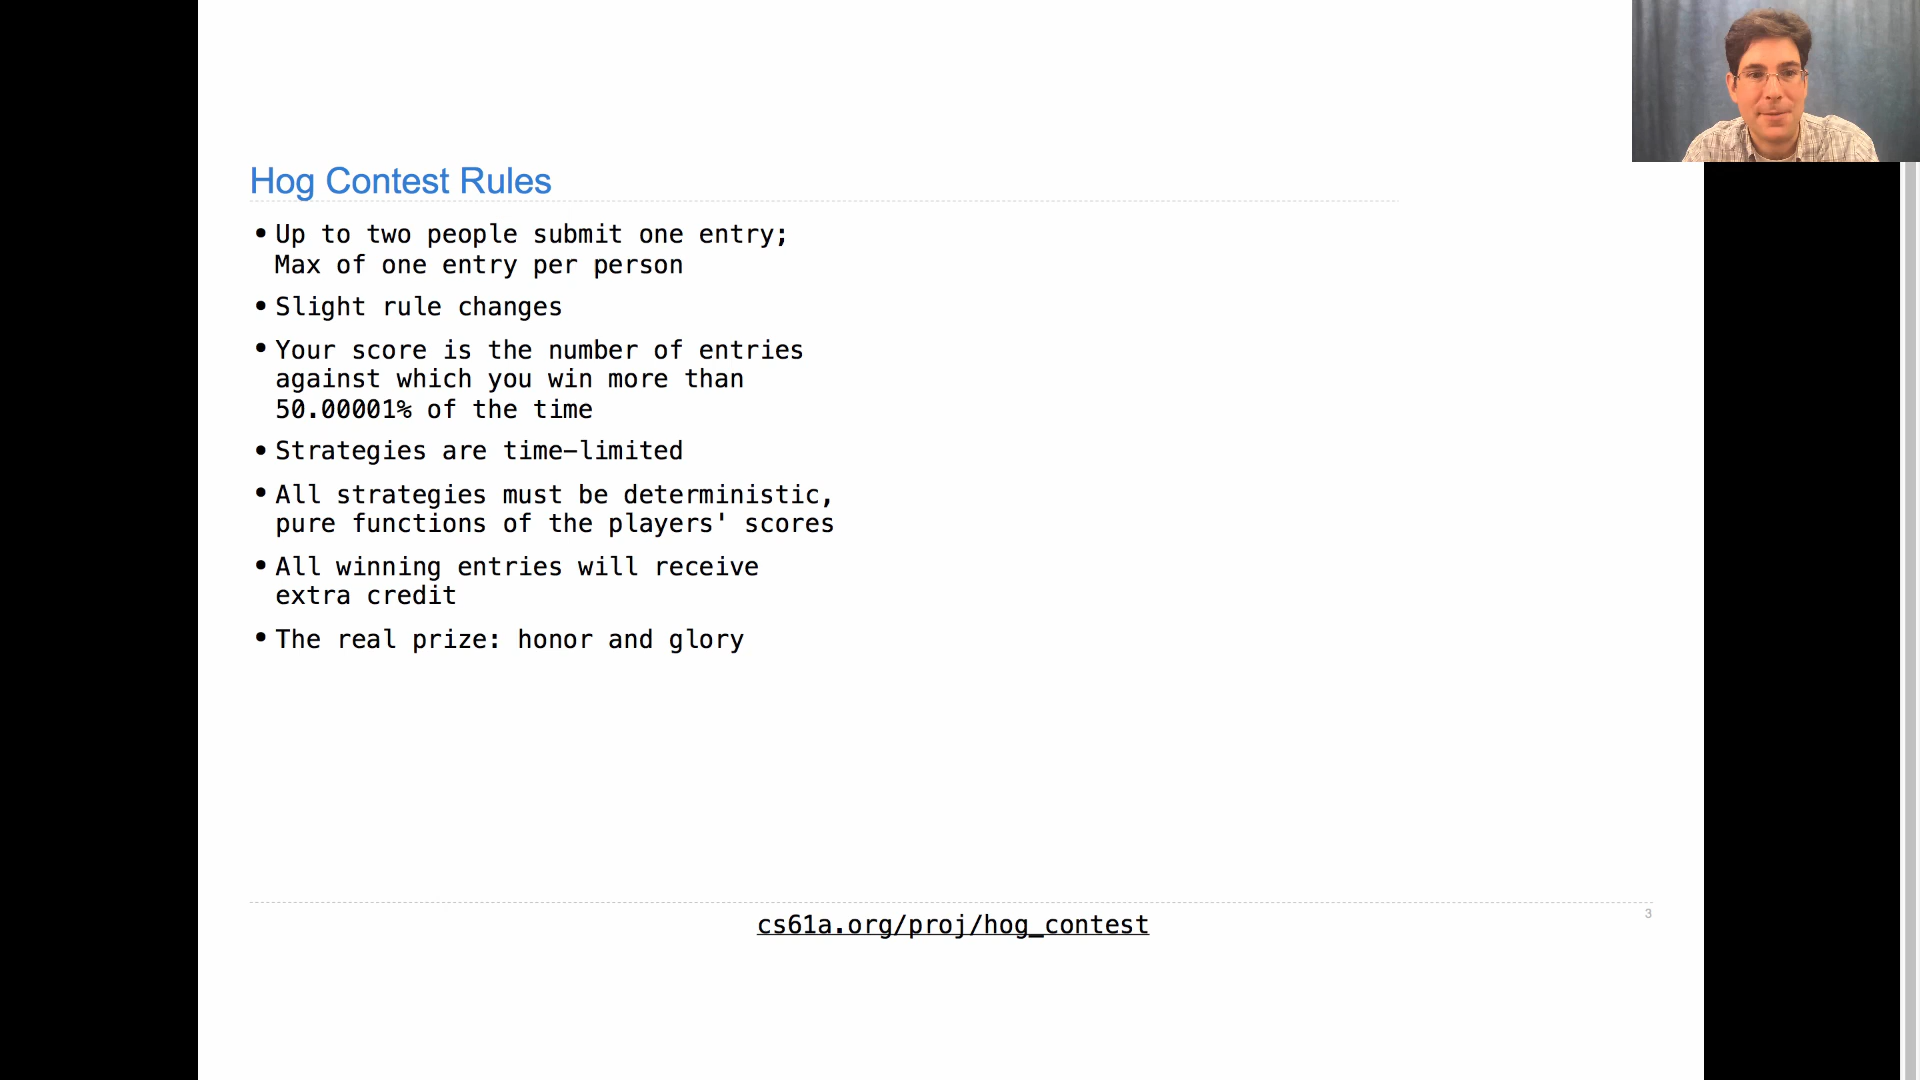 Hog Contest Rules
• Up to two people submit one entry;
Max of one entry per person
• Slight rule changes
• Your score is the number of entries
against which you win more than
50.00001% of the time
• Strategies are time-limited
• All strategies must be deterministic,
pure functions of the players' scores
• All winning entries will receive
extra credit
• The real prize: honor and glory
cs61a.org/proj/hog_contest
3